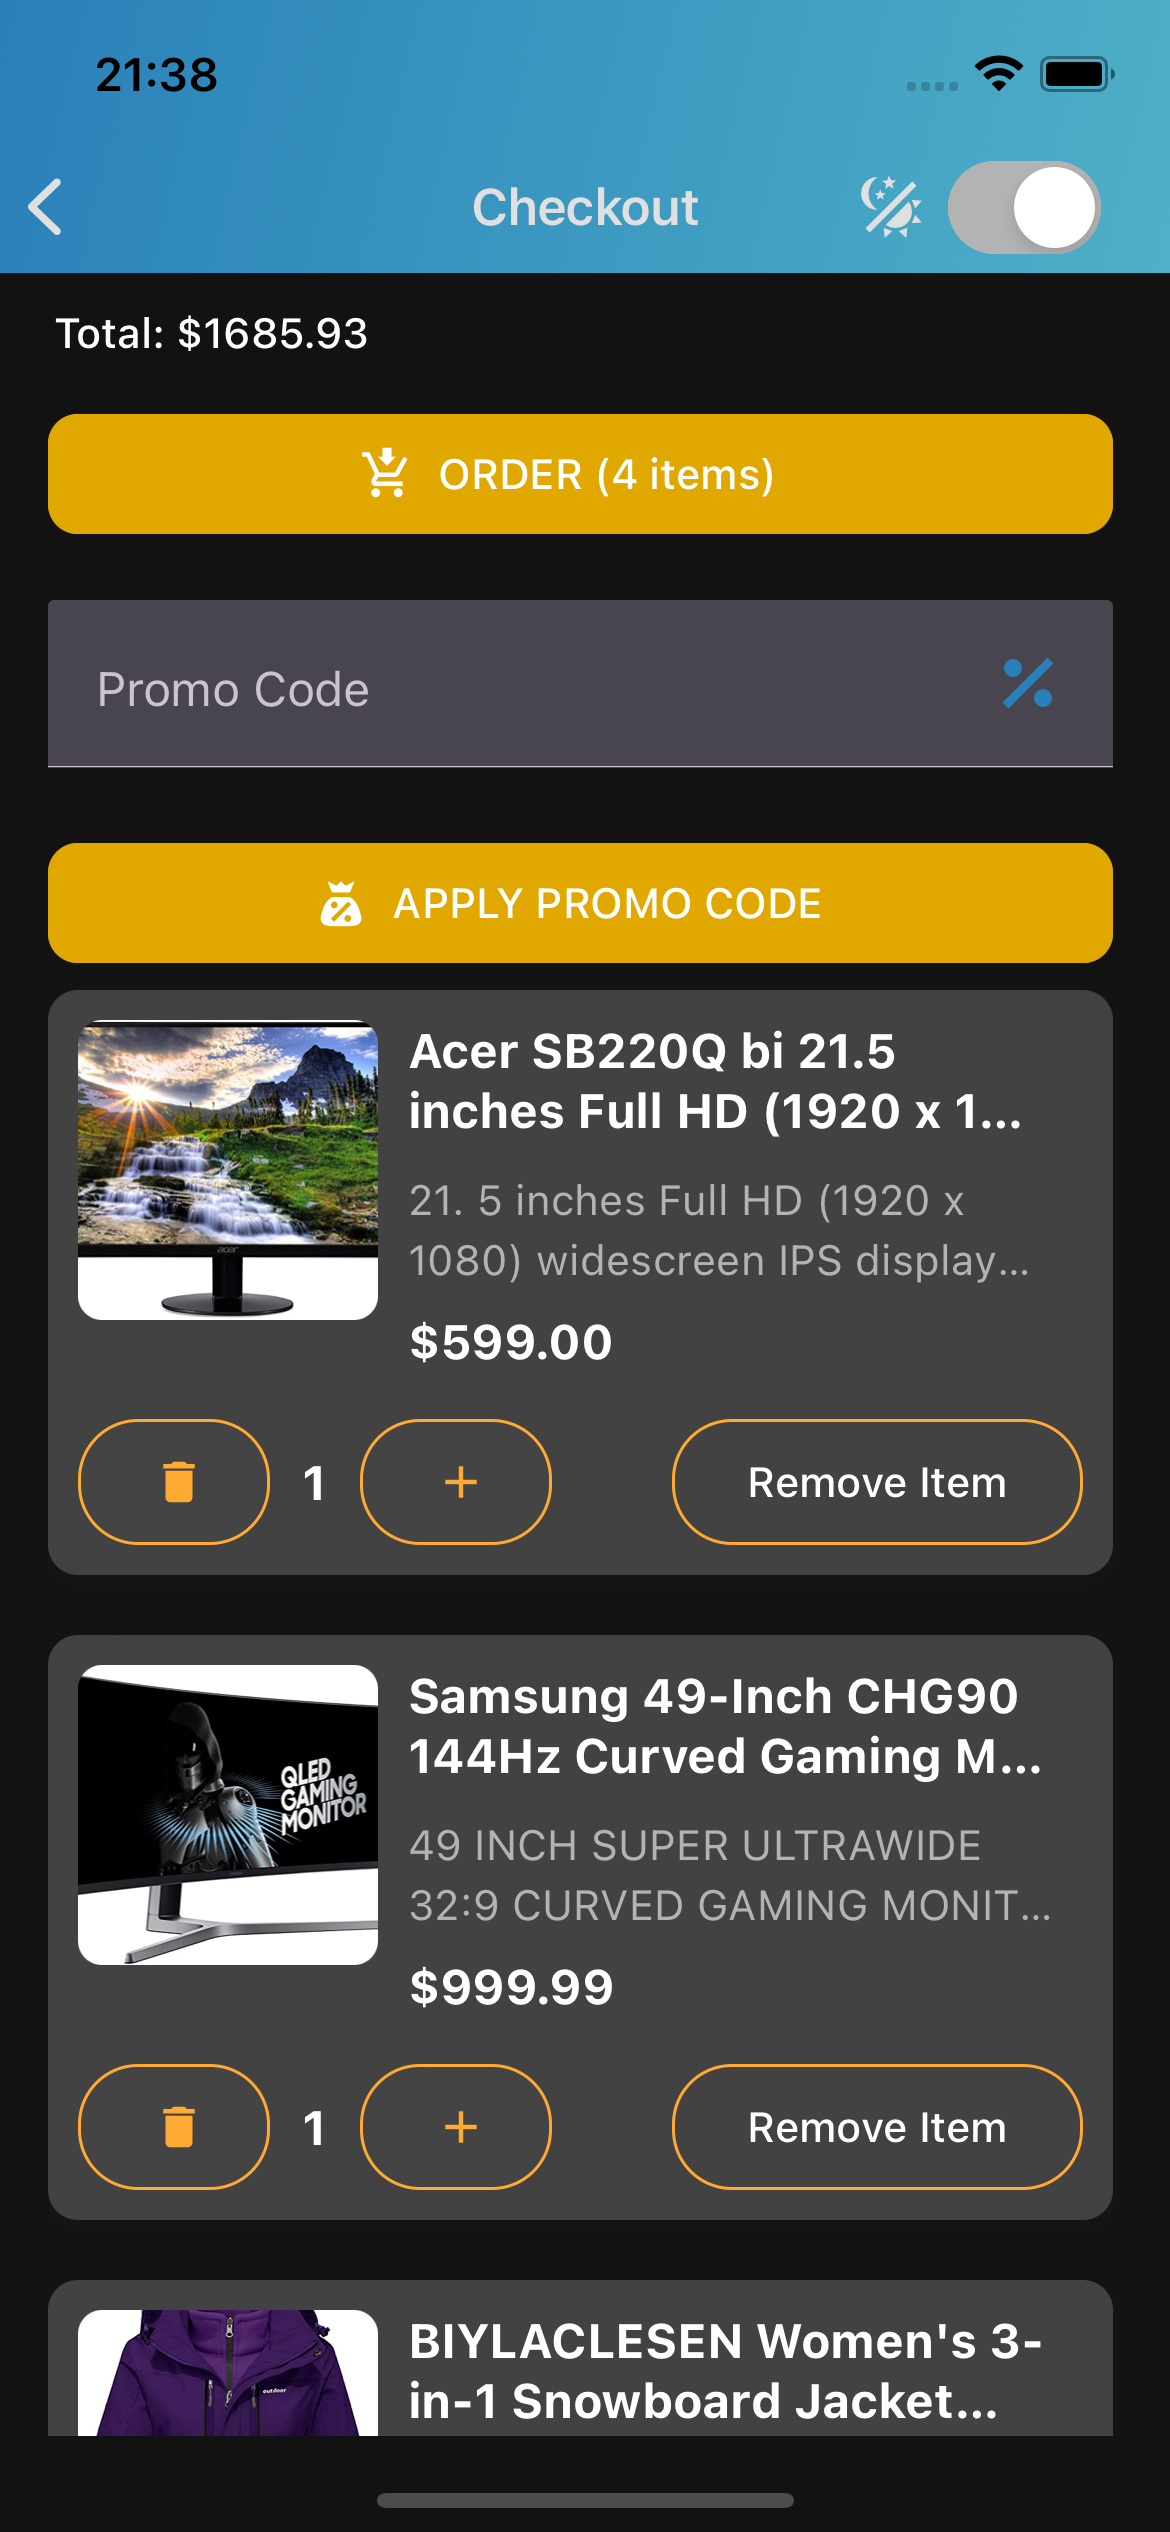 21:38
Checkout
Total: $1685.93
ORDER (4 items)
Promo Code
APPLY PROMO CODE
acer
Acer SB220Q bi 21.5
inches Full HD (1920 x 1...
21. 5 inches Full HD (1920 x
1080) widescreen IPS display...
$599.00
1
Remove Item
QLED
GAMING
MONITOR
Samsung 49-Inch CHG90
144Hz Curved Gaming M...
49 INCH SUPER ULTRAWIDE
32:9 CURVED GAMING MONIT...
$999.99
1
Remove Item
outdoor
BIYLACLESEN Women's 3-
in-1 Snowboard Jacket...